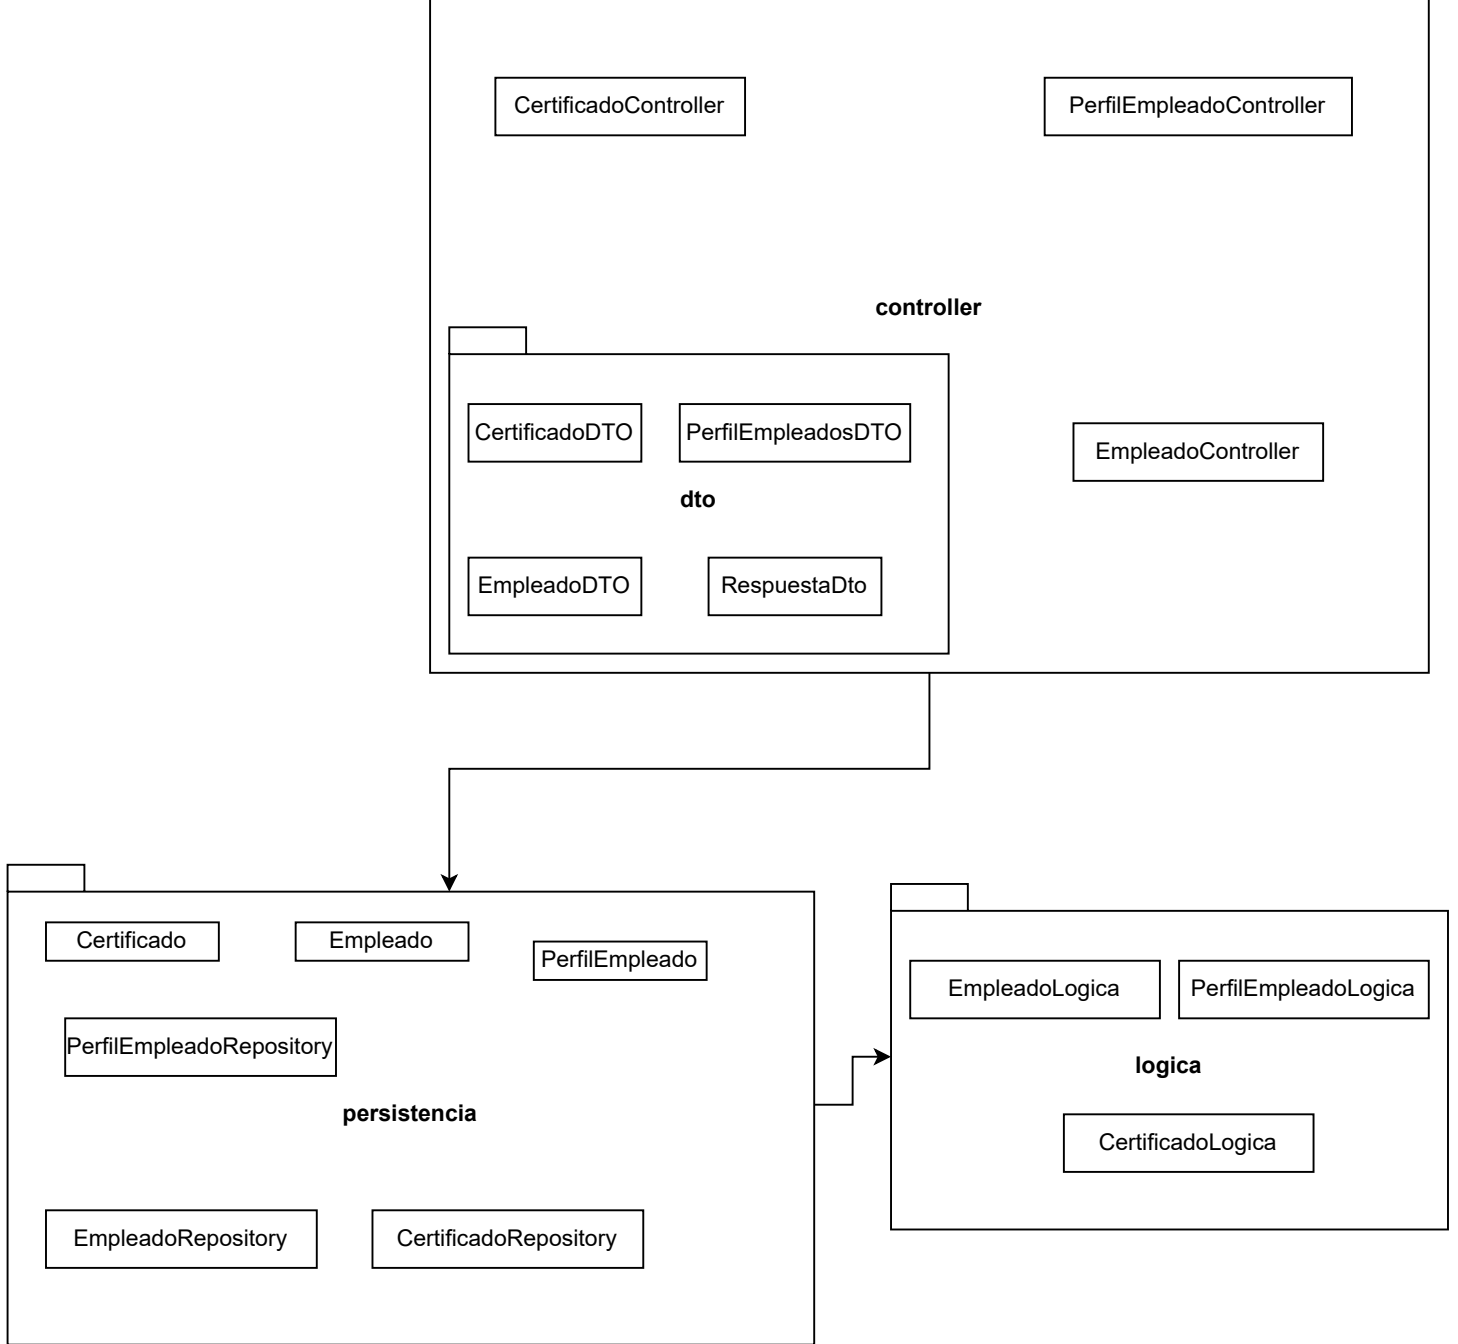 CertificadoController
PerfilEmpleadoController
controller
CertificadoDTO
PerfilEmpleadosDTO
EmpleadoController
dto
EmpleadoDTO
RespuestaDto
Certificado
Empleado
PerfilEmpleado
PerfilEmpleadoRepository
persistencia
EmpleadoRepository
CertificadoRepository
EmpleadoLogica
PerfilEmpleadoLogica
logica
CertificadoLogica